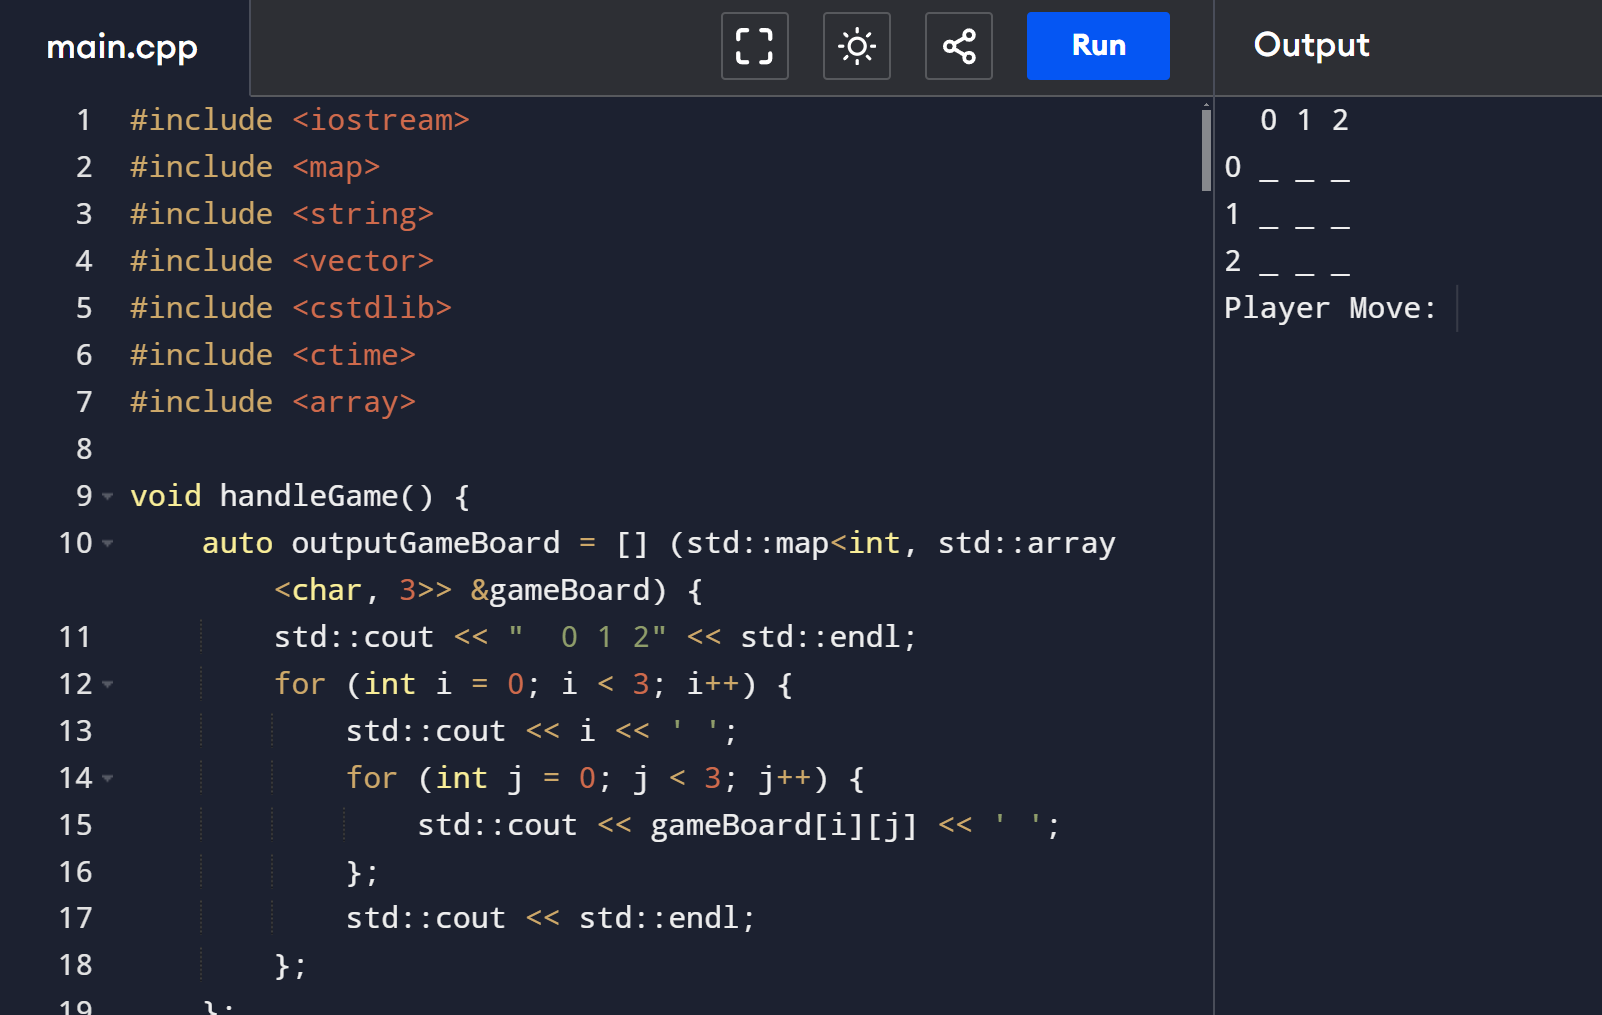 main.cpp
Run
Output
1 #include <iostream>
2 #include <map>
3 #include <string>
4 #include <vector>
5 #include <cstdlib>
6 #include <ctime>
7 #include <array>
8
9 void handleGame() {
10     auto outputGameBoard = [] (std::map<int, std::array
        <char, 3>> &gameBoard) {
11         std::cout << "  0 1 2" << std::endl;
12         for (int i = 0; i < 3; i++) {
13             std::cout << i << ' ';
14             for (int j = 0; j < 3; j++) {
15                 std::cout << gameBoard[i][j] << ' ';
16             };
17             std::cout << std::endl;
18         };
19     };
  0 1 2
0 _ _ _
1 _ _ _
2 _ _ _
Player Move: